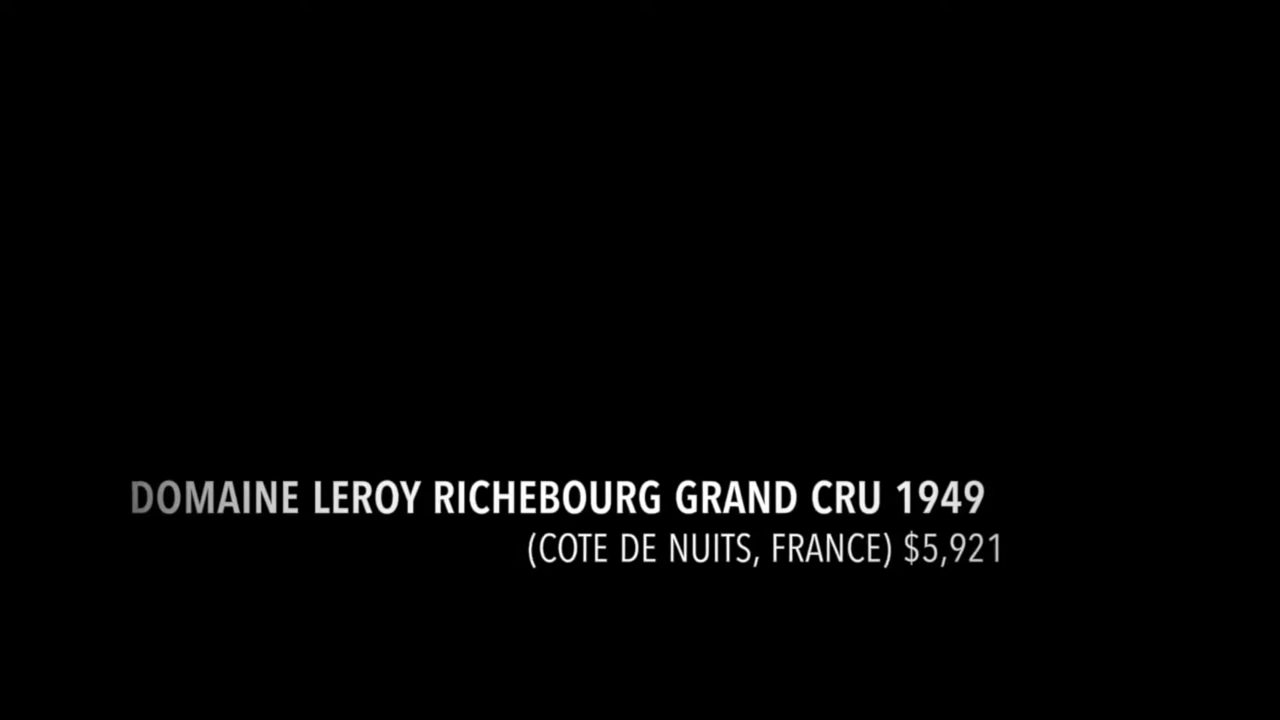 DOMAINE LEROY RICHEBOURG GRAND CRU 1949
(COTE DE NUITS, FRANCE) $5,921